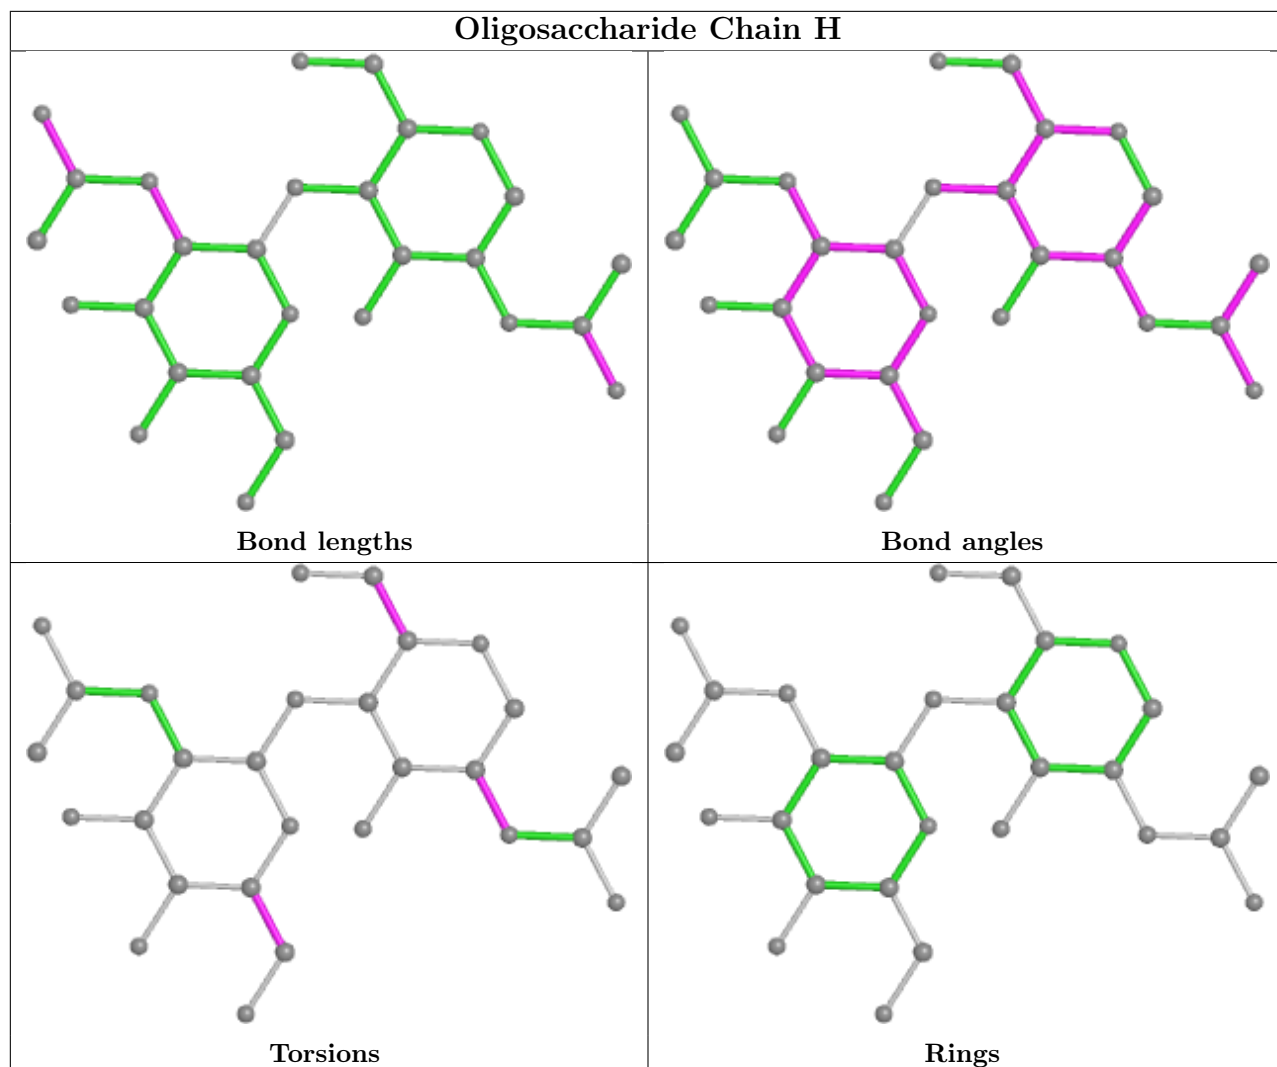 Oligosaccharide Chain H
Bond lengths
Bond angles
Torsions
Rings